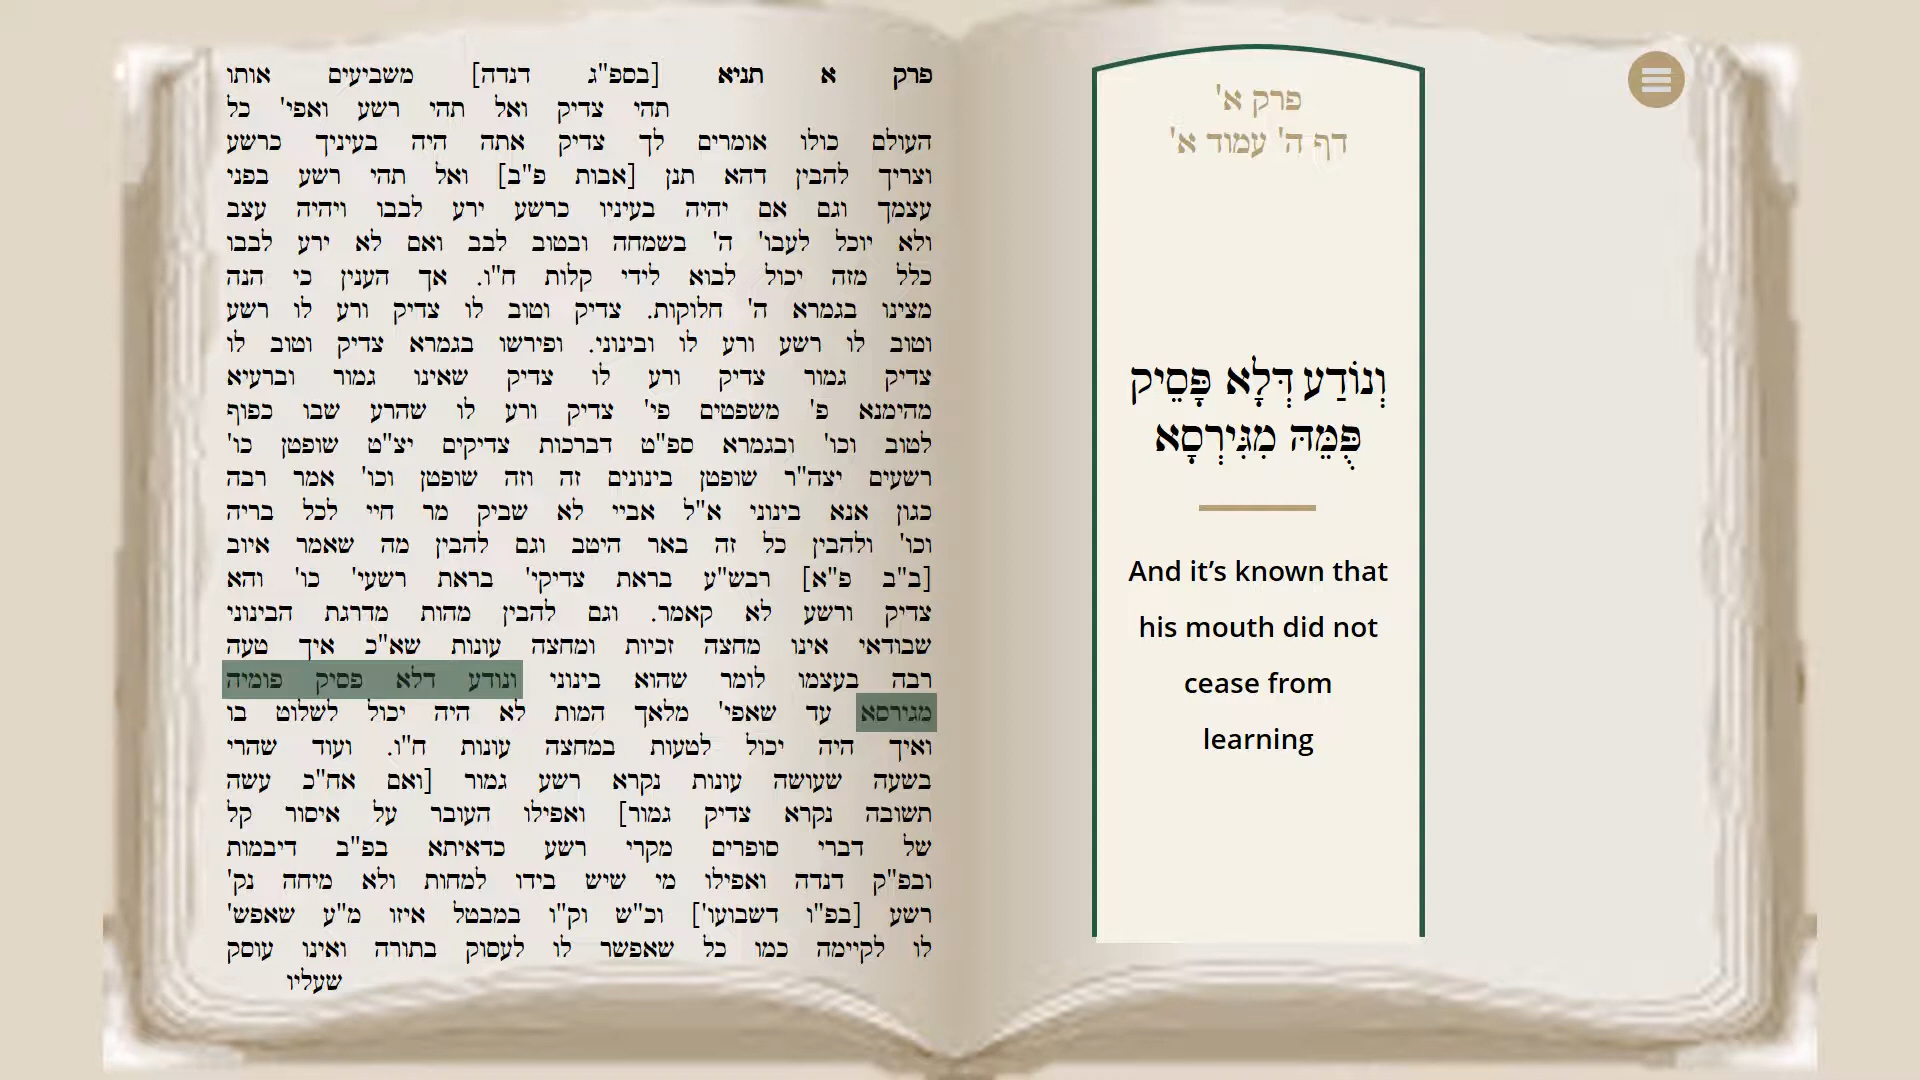 פרק א תניא [בספ"ג דנדה] משביעים אותו
תהי צדיק ואל תהי רשע ואפי' כל
העולם כולו אומרים לך צדיק אתה היה בעיניך כרשע
וצריך להבין דהא תנן [אבות פ"ב] ואל תהי רשע בפני
עצמך וגם אם יהיה בעיניו כרשע ירע לבבו ויהיה עצב
ולא יוכל לעבו' ה' בשמחה ובטוב לבב ואם לא ירע לבבו
כלל מזה יכול לבוא לידי קלות ח"ו. אך הענין כי הנה
מצינו בגמרא ה' חלוקות. צדיק וטוב לו צדיק ורע לו רשע
וטוב לו רשע ורע לו ובינוני. ופירשו בגמרא צדיק וטוב לו
צדיק גמור צדיק ורע לו צדיק שאינו גמור וברעיא
מהימנא פ' משפטים פי' צדיק ורע לו שהרע שבו כפוף
לטוב וכו' ובגמרא ספ"ט דברכות צדיקים יצ"ט שופטן כו'
רשעים יצה"ר שופטן בינונים זה וזה שופטן וכו' אמר רבה
כגון אנא בינוני א"ל אביי לא שביק מר חיי לכל בריה
וכו' ולהבין כל זה באר היטב וגם להבין מה שאמר איוב
[ב"ב פ"א] רבש"ע בראת צדיקי' בראת רשעי' כו' והא
צדיק ורשע לא קאמר. וגם להבין מהות מדרגת הבינוני
שבודאי אינו מחצה זכיות ומחצה עונות שא"כ איך טעה
רבה בעצמו לומר שהוא בינוני ונודע דלא פסיק פומיה
מגירסא עד שאפי' מלאך המות לא היה יכול לשלוט בו
ואיך היה יכול לטעות במחצה עונות ח"ו. ועוד שהרי
בשעה שעושה עונות נקרא רשע גמור [ואם אח"כ עשה
תשובה נקרא צדיק גמור] ואפילו העובר על איסור קל
של דברי סופרים מקרי רשע כדאיתא בפ"ב דיבמות
ובפ"ק דנדה ואפילו מי שיש בידו למחות ולא מיחה נק'
רשע [בפ"ו דשבועו'] וכ"ש וק"ו במבטל איזו מ"ע שאפש'
לו לקיימה כמו כל שאפשר לו לעסוק בתורה ואינו עוסק
שעליו
פרק א'
דף ה' עמוד א'
וְנוֹדַע דְּלָא פָּסֵיק
פֻּמֵּהּ מִגִּירְסָא
And it’s known that
his mouth did not
cease from
learning